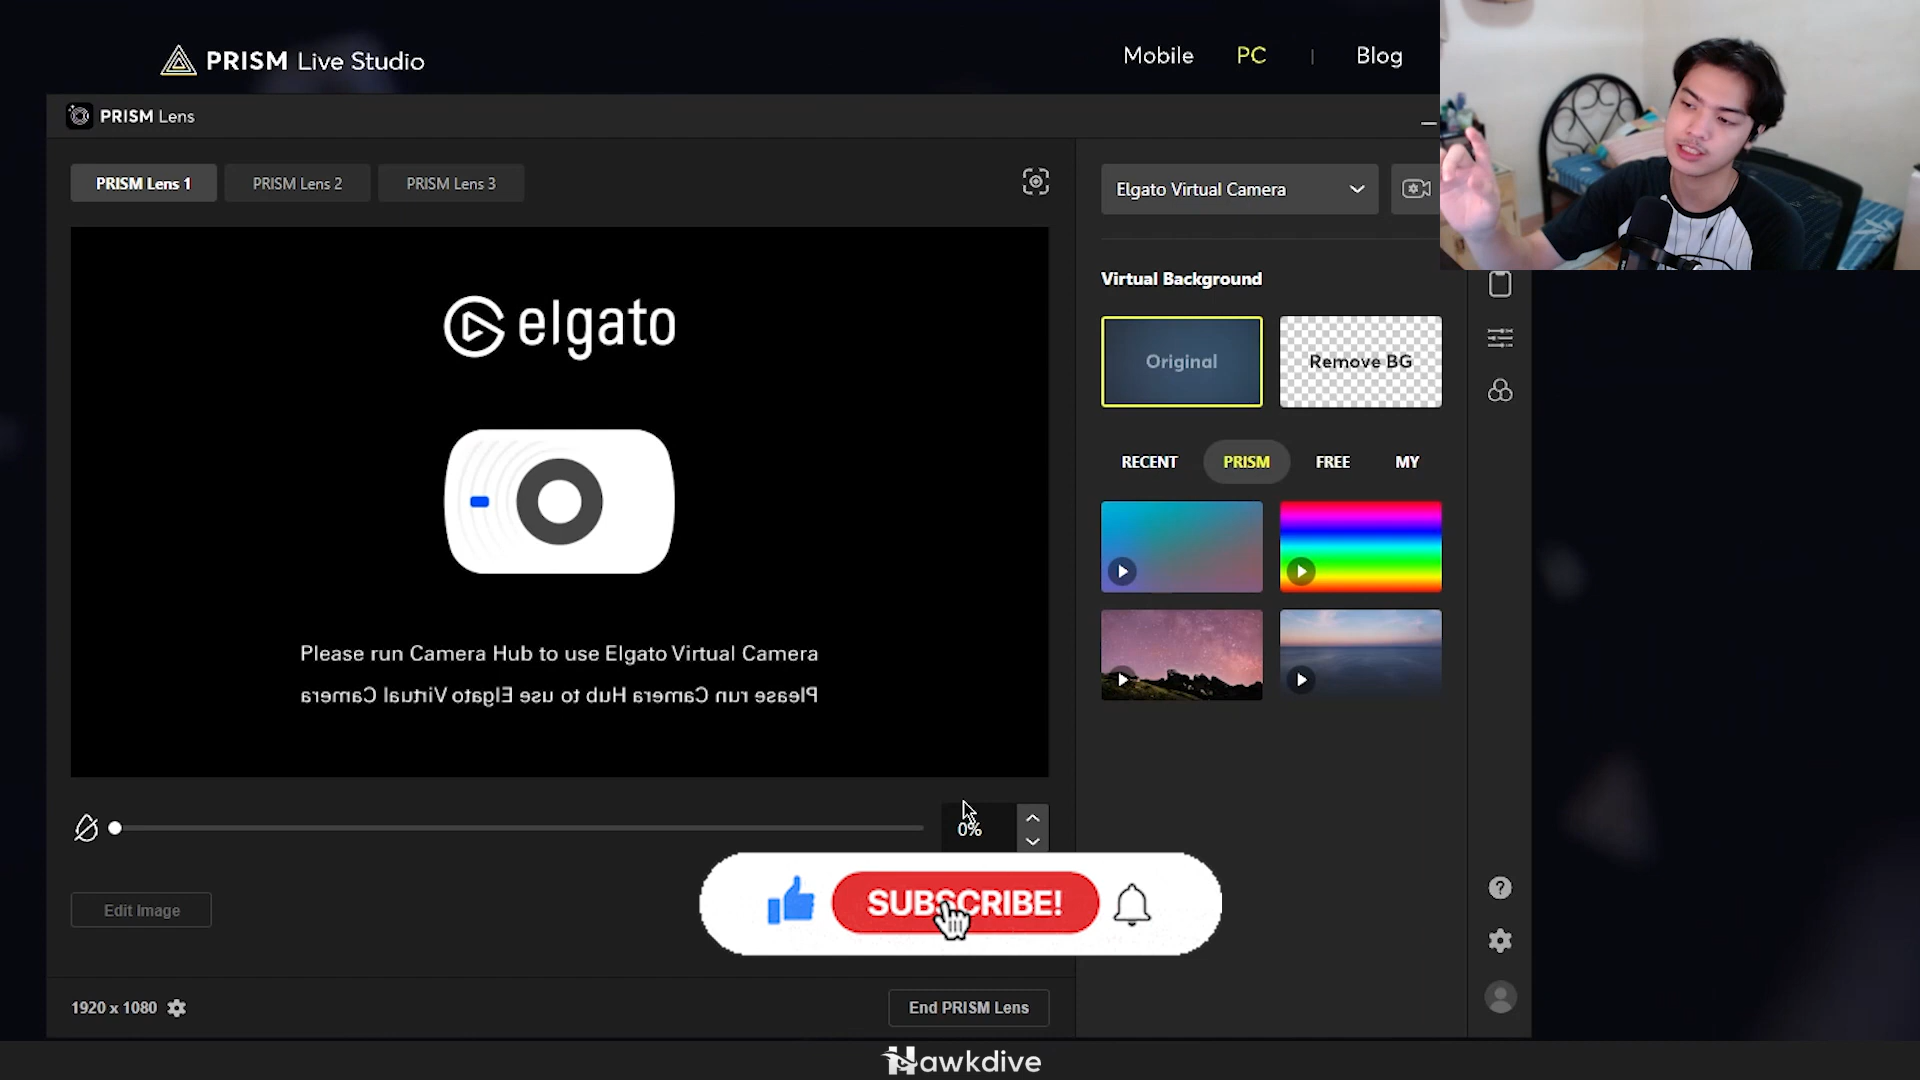 PRISM Live Studio
Mobile PC | Blog
PRISM Lens
PRISM Lens 1 PRISM Lens 2 PRISM Lens 3
Elgato Virtual Camera
elgato
Please run Camera Hub to use Elgato Virtual Camera
Please run Camera Hub to use Elgato Virtual Camera
Virtual Background
Original Remove BG
RECENT PRISM FREE MY
0%
SUBSCRIBE!
Edit Image
1920 x 1080
End PRISM Lens
Hawkdive